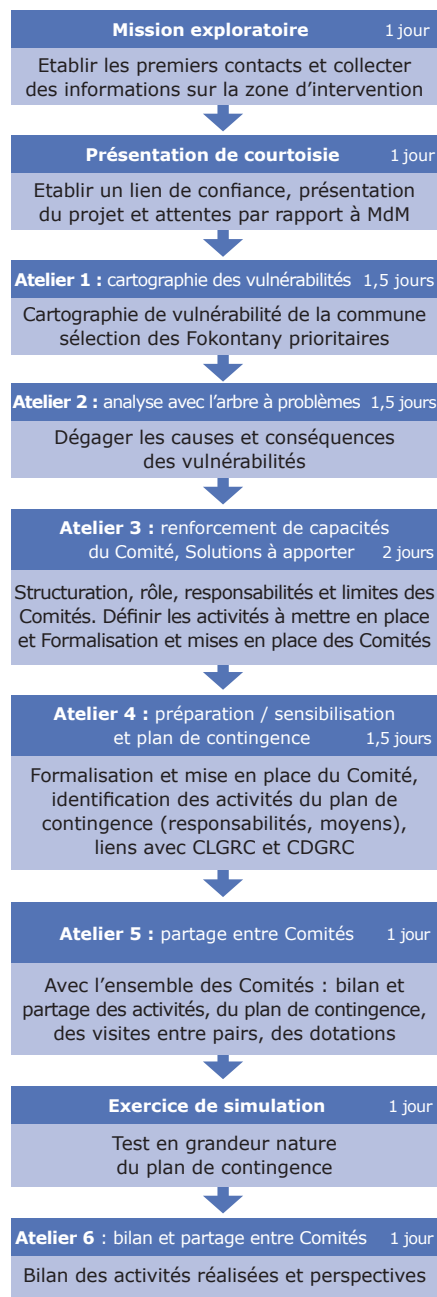 Mission exploratoire 1 jour
Etablir les premiers contacts et collecter
des informations sur la zone d'intervention
Présentation de courtoisie 1 jour
Etablir un lien de confiance, présentation
du projet et attentes par rapport à MdM
Atelier 1 : cartographie des vulnérabilités 1,5 jours
Cartographie de vulnérabilité de la commune
sélection des Fokontany prioritaires
Atelier 2 : analyse avec l'arbre à problèmes 1,5 jours
Dégager les causes et conséquences
des vulnérabilités
Atelier 3 : renforcement de capacités
du Comité, Solutions à apporter 2 jours
Structuration, rôle, responsabilités et limites des
Comités. Définir les activités à mettre en place
et Formalisation et mises en place des Comités
Atelier 4 : préparation / sensibilisation
et plan de contingence 1,5 jours
Formalisation et mise en place du Comité,
identification des activités du plan de
contingence (responsabilités, moyens),
liens avec CLGRC et CDGRC
Atelier 5 : partage entre Comités 1 jour
Avec l'ensemble des Comités : bilan et
partage des activités, du plan de contingence,
des visites entre pairs, des dotations
Exercice de simulation 1 jour
Test en grandeur nature
du plan de contingence
Atelier 6 : bilan et partage entre Comités 1 jour
Bilan des activités réalisées et perspectives